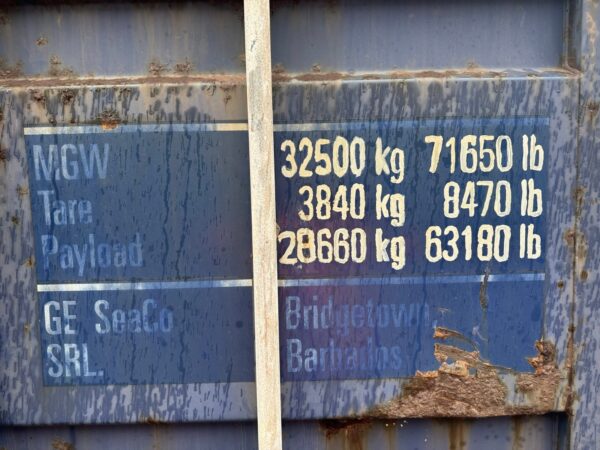 MGW 32500 kg 71650 lb
Tare 3840 kg 8470 lb
Payload 28660 kg 63180 lb
GE SeaCo Bridgetown,
SRL. Barbados